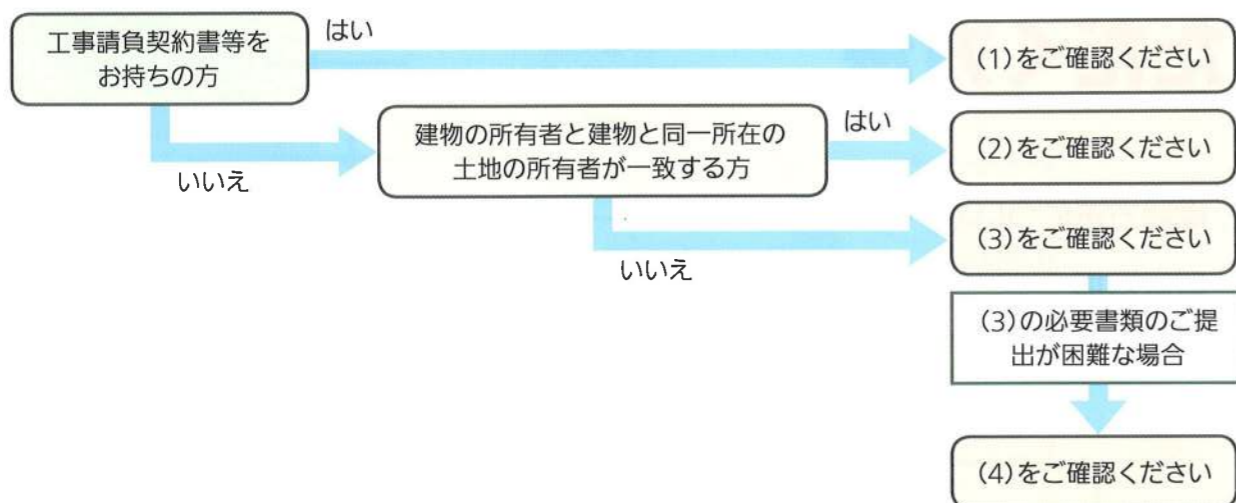 工事請負契約書等を
お持ちの方
はい
(1)をご確認ください
いいえ
建物の所有者と建物と同一所在の
土地の所有者が一致する方
はい
(2)をご確認ください
いいえ
(3)をご確認ください
(3)の必要書類のご提
出が困難な場合
(4)をご確認ください